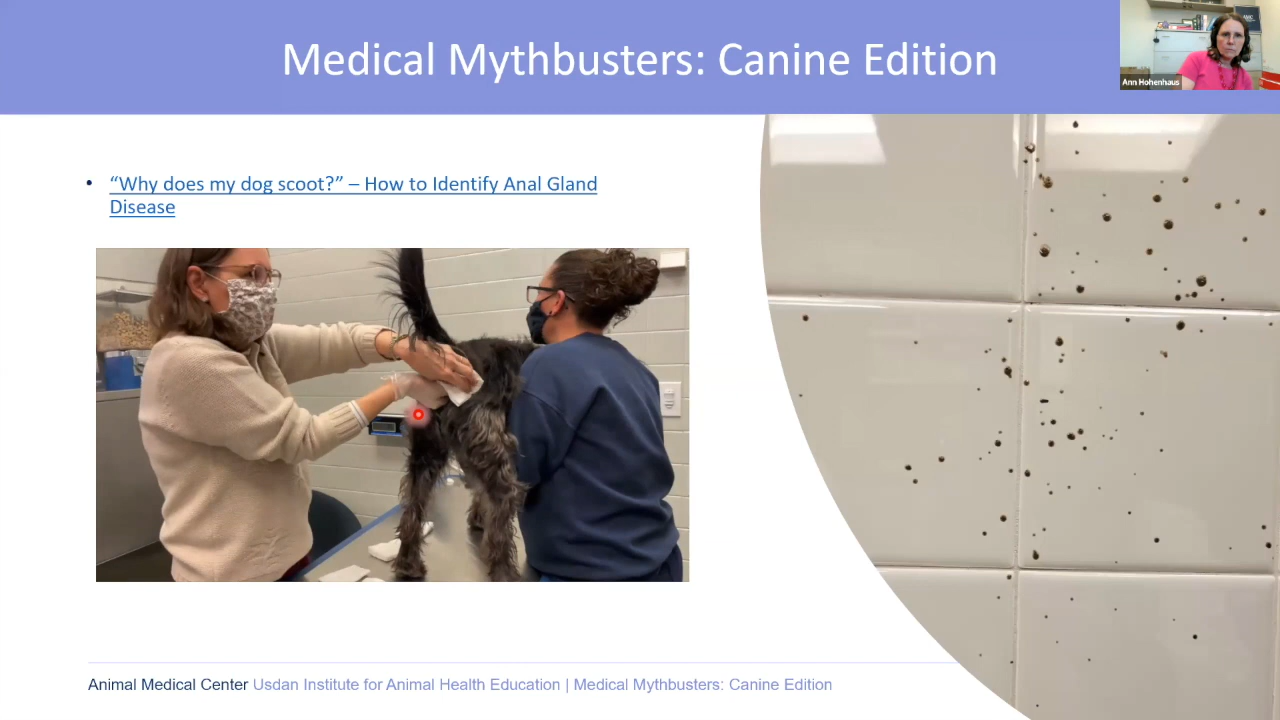 Medical Mythbusters: Canine Edition
Ann Hohenhaus
• “Why does my dog scoot?” – How to Identify Anal Gland
Disease
Animal Medical Center Usdan Institute for Animal Health Education | Medical Mythbusters: Canine Edition